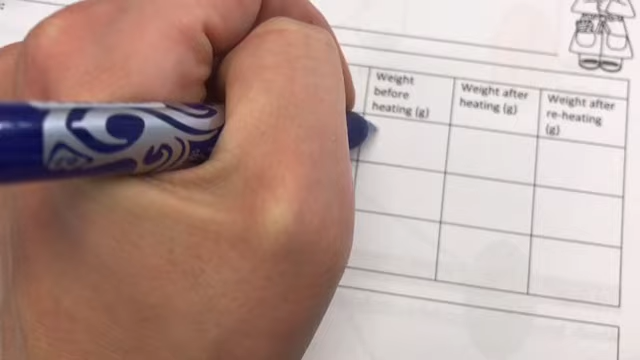 Weight
before
heating (g)
Weight after
heating (g)
Weight after
re-heating
(g)